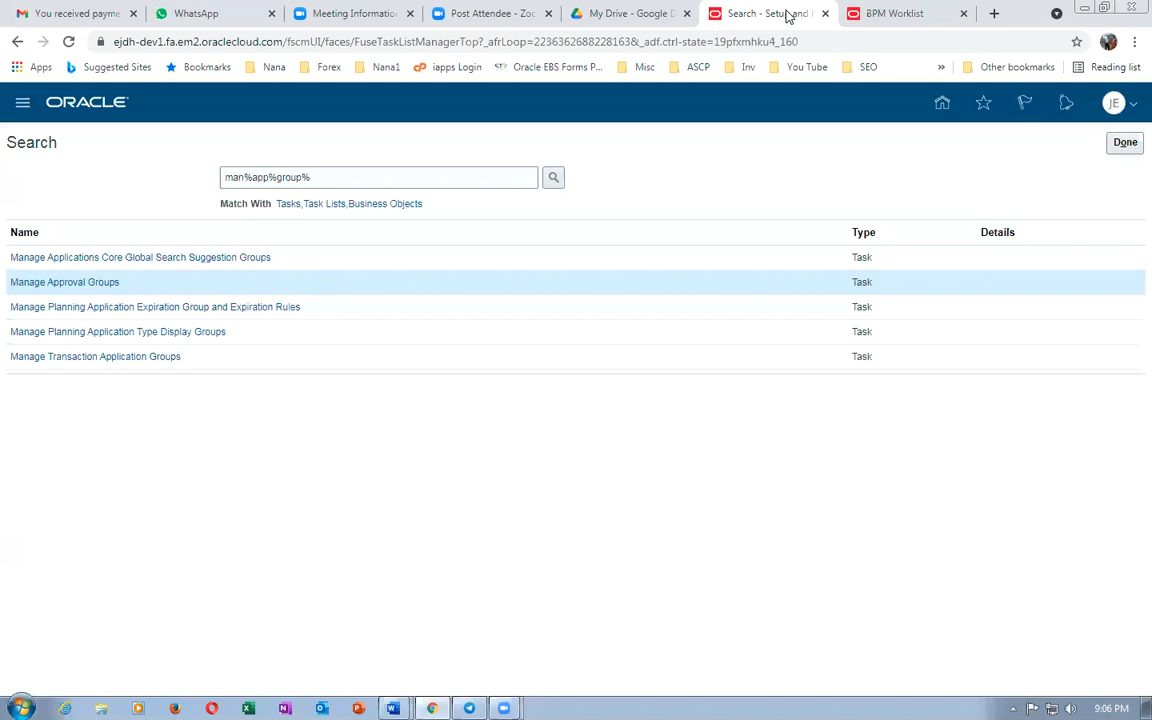 You received payme
WhatsApp
Meeting Informatio
Post Attendee - Zoo
My Drive - Google D
Search - Setup and
BPM Worklist
ejdh-dev1.fa.em2.oraclecloud.com/fscmUI/faces/FuseTaskListManagerTop?_afrLoop=2236362688228163&_adf.ctrl-state=19pfxmhku4_160
Apps
Suggested Sites
Bookmarks
Nana
Forex
Nana1
iapps Login
Oracle EBS Forms P...
Misc
ASCP
Inv
You Tube
SEO
»
Other bookmarks
Reading list
ORACLE
JE
Search
Done
man%app%group%
Match With Tasks,Task Lists,Business Objects
Name Type Details
Manage Applications Core Global Search Suggestion Groups Task
Manage Approval Groups Task
Manage Planning Application Expiration Group and Expiration Rules Task
Manage Planning Application Type Display Groups Task
Manage Transaction Application Groups Task
9:06 PM